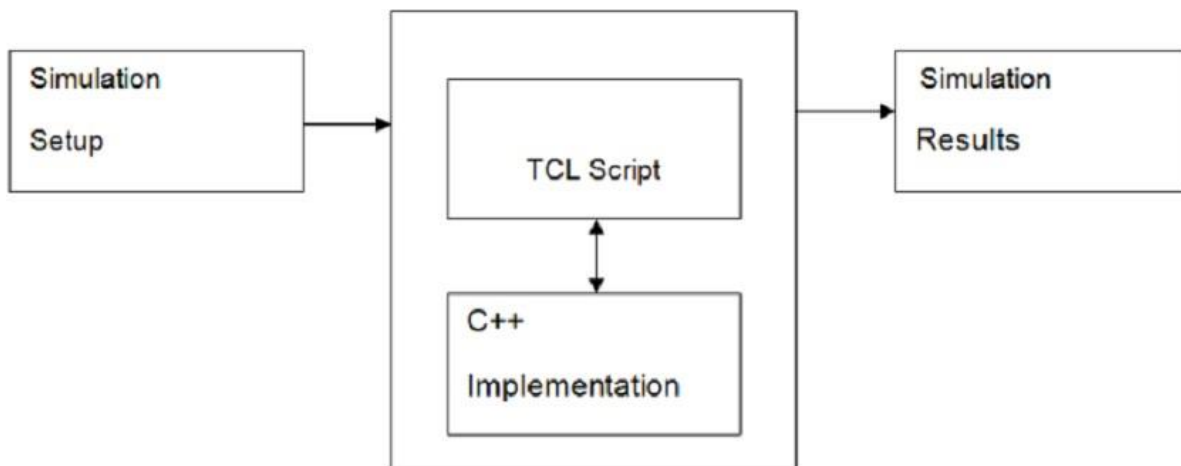 Simulation
Setup
TCL Script
C++
Implementation
Simulation
Results